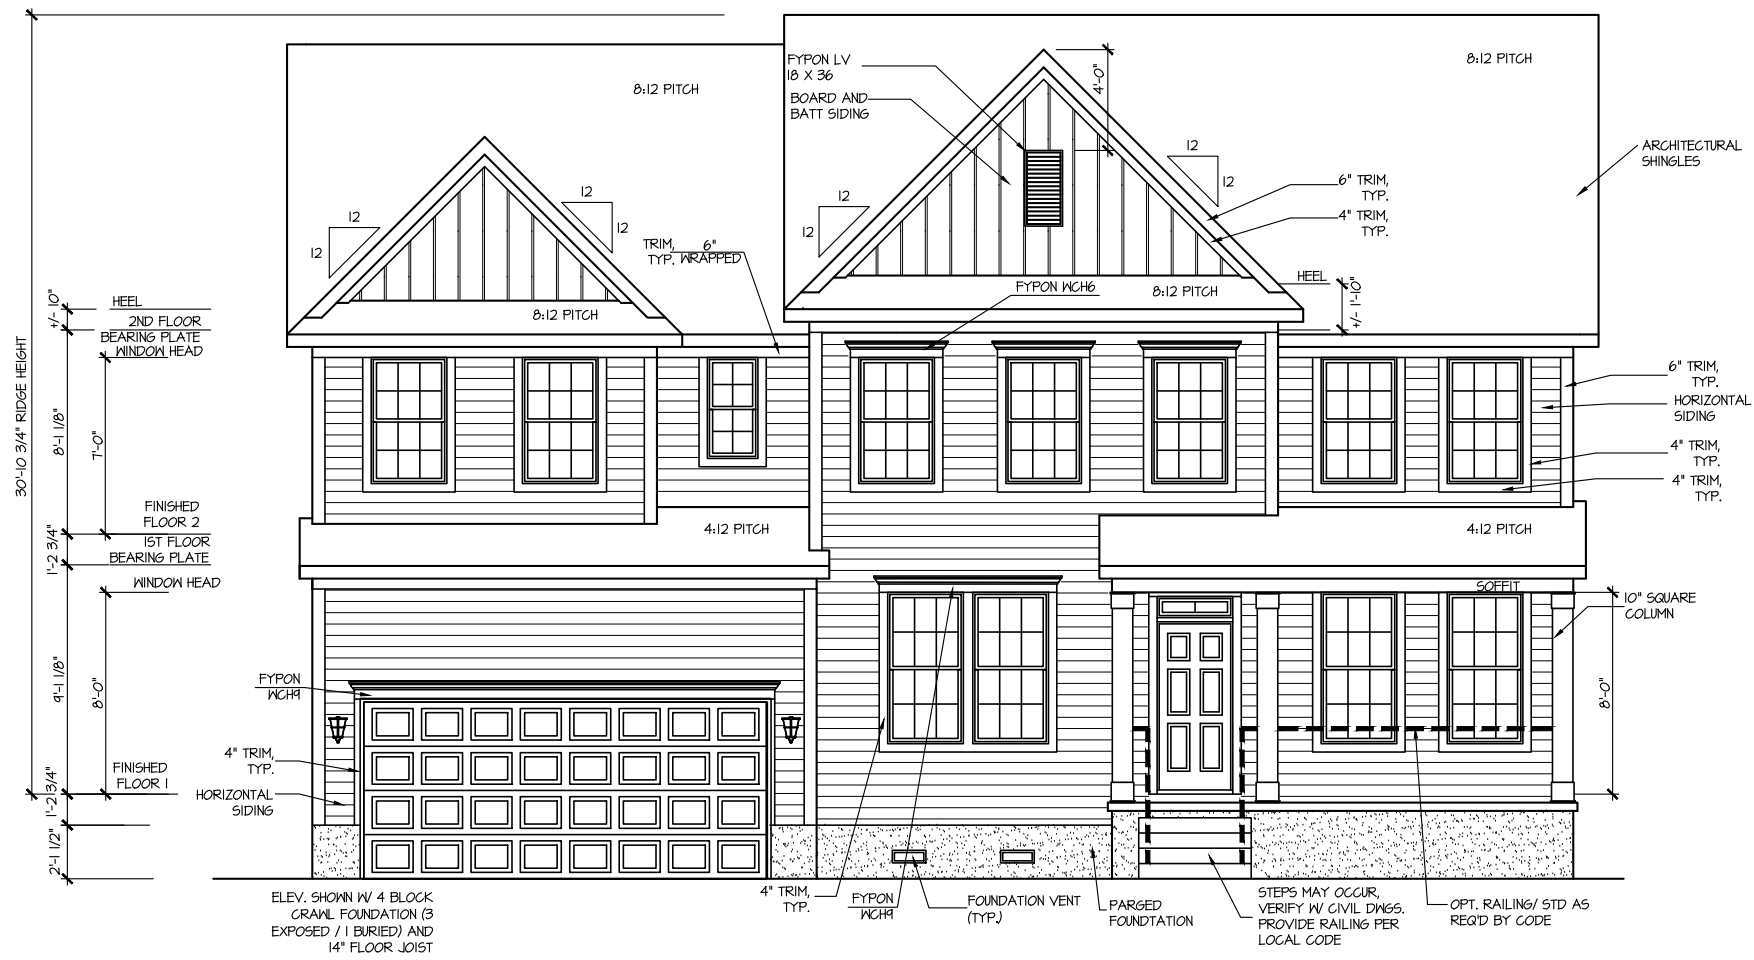 8:12 PITCH
FYPON LV
18 X 36
BOARD AND
BATT SIDING
8:12 PITCH
4'-0"
ARCHITECTURAL
SHINGLES
12
12
12
12
12
12
12
12
6" TRIM,
TYP.
4" TRIM,
TYP.
TRIM, 6"
TYP. WRAPPED
HEEL
+/- 1'-10"
FYPON WCH6
8:12 PITCH
8:12 PITCH
+/- 10"
HEEL
2ND FLOOR
BEARING PLATE
WINDOW HEAD
30'-10 3/4" RIDGE HEIGHT
8'-1 1/8"
7'-0"
6" TRIM,
TYP.
HORIZONTAL
SIDING
4" TRIM,
TYP.
4" TRIM,
TYP.
FINISHED
FLOOR 2
1ST FLOOR
BEARING PLATE
1'-2 3/4"
4:12 PITCH
4:12 PITCH
WINDOW HEAD
SOFFIT
10" SQUARE
COLUMN
9'-1 1/8"
8'-0"
8'-0"
FYPON
WCH9
4" TRIM,
TYP.
FINISHED
FLOOR 1
HORIZONTAL
SIDING
1'-2 3/4"
2'-1 1/2"
ELEV. SHOWN W/ 4 BLOCK
CRAWL FOUNDATION (3
EXPOSED / 1 BURIED) AND
14" FLOOR JOIST
4" TRIM,
TYP.
FYPON
WCH9
FOUNDATION VENT
(TYP.)
PARGED
FOUNDTATION
STEPS MAY OCCUR,
VERIFY W/ CIVIL DWGS.
PROVIDE RAILING PER
LOCAL CODE
OPT. RAILING/ STD AS
REQ'D BY CODE